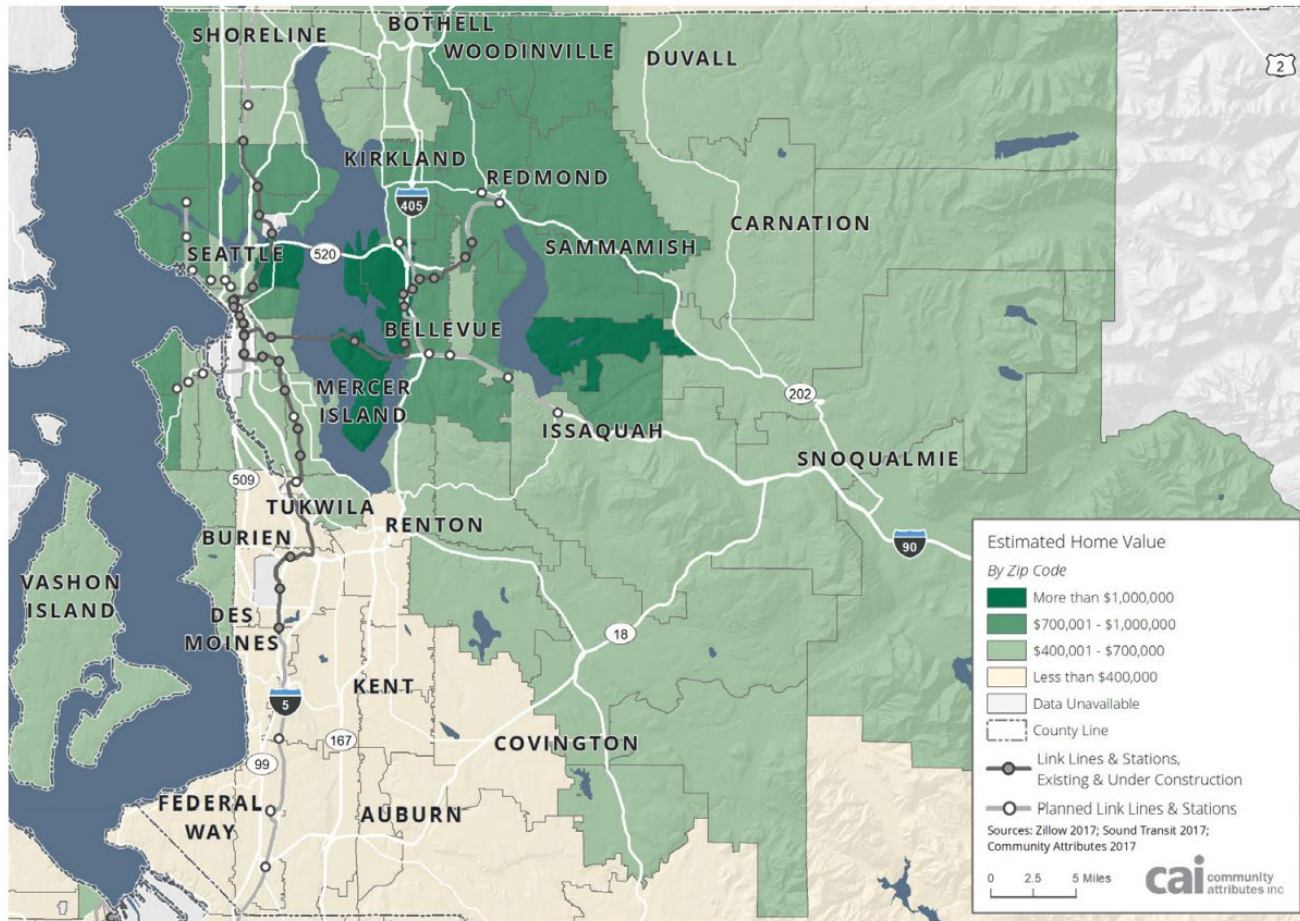 SHORELINE
BOTHELL
WOODINVILLE
DUVALL
2
KIRKLAND
REDMOND
405
CARNATION
SEATTLE
520
SAMMAMISH
BELLEVUE
MERCER
ISLAND
202
ISSAQUAH
SNOQUALMIE
509
TUKWILA
RENTON
BURIEN
90
VASHON
ISLAND
DES
MOINES
18
KENT
5
COVINGTON
167
99
FEDERAL
WAY
AUBURN
Estimated Home Value
By Zip Code
More than $1,000,000
$700,001 - $1,000,000
$400,001 - $700,000
Less than $400,000
Data Unavailable
County Line
Link Lines & Stations,
Existing & Under Construction
Planned Link Lines & Stations
Sources: Zillow 2017; Sound Transit 2017;
Community Attributes 2017
0 2.5 5 Miles
cai community
attributes inc